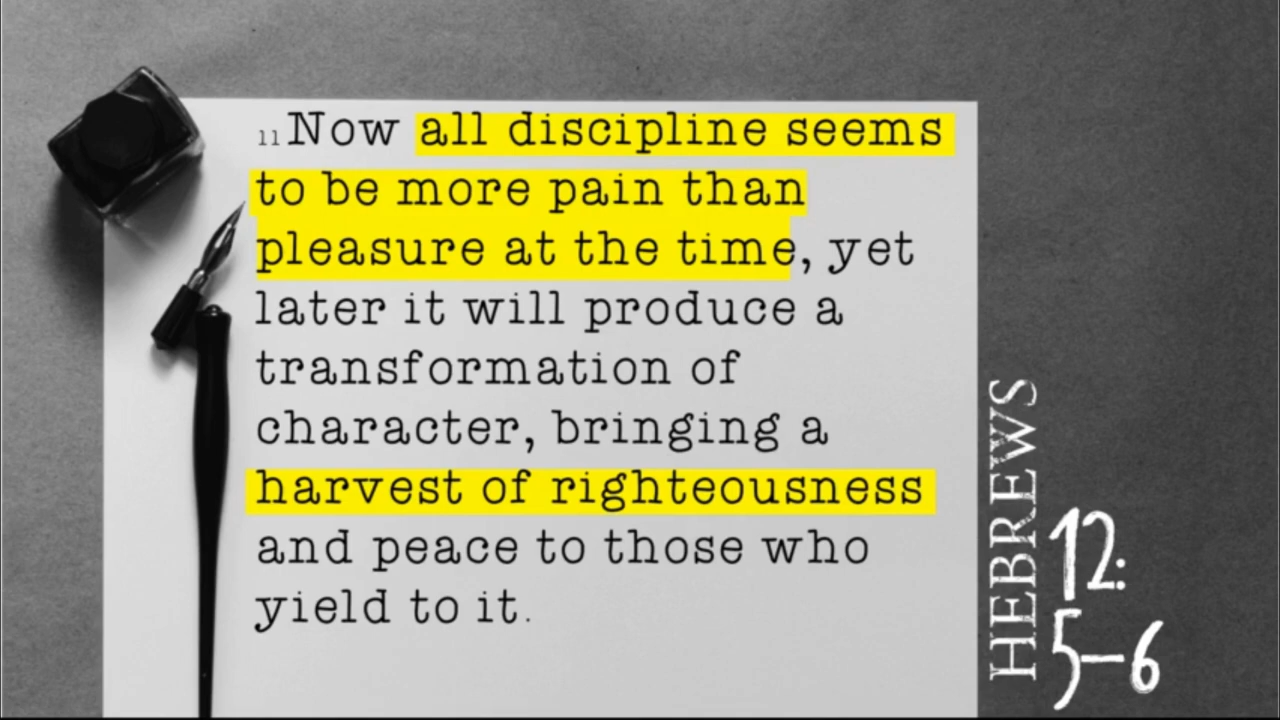 11Now all discipline seems
to be more pain than
pleasure at the time, yet
later it will produce a
transformation of
character, bringing a
harvest of righteousness
and peace to those who
yield to it.
HEBREWS
12:
5-6